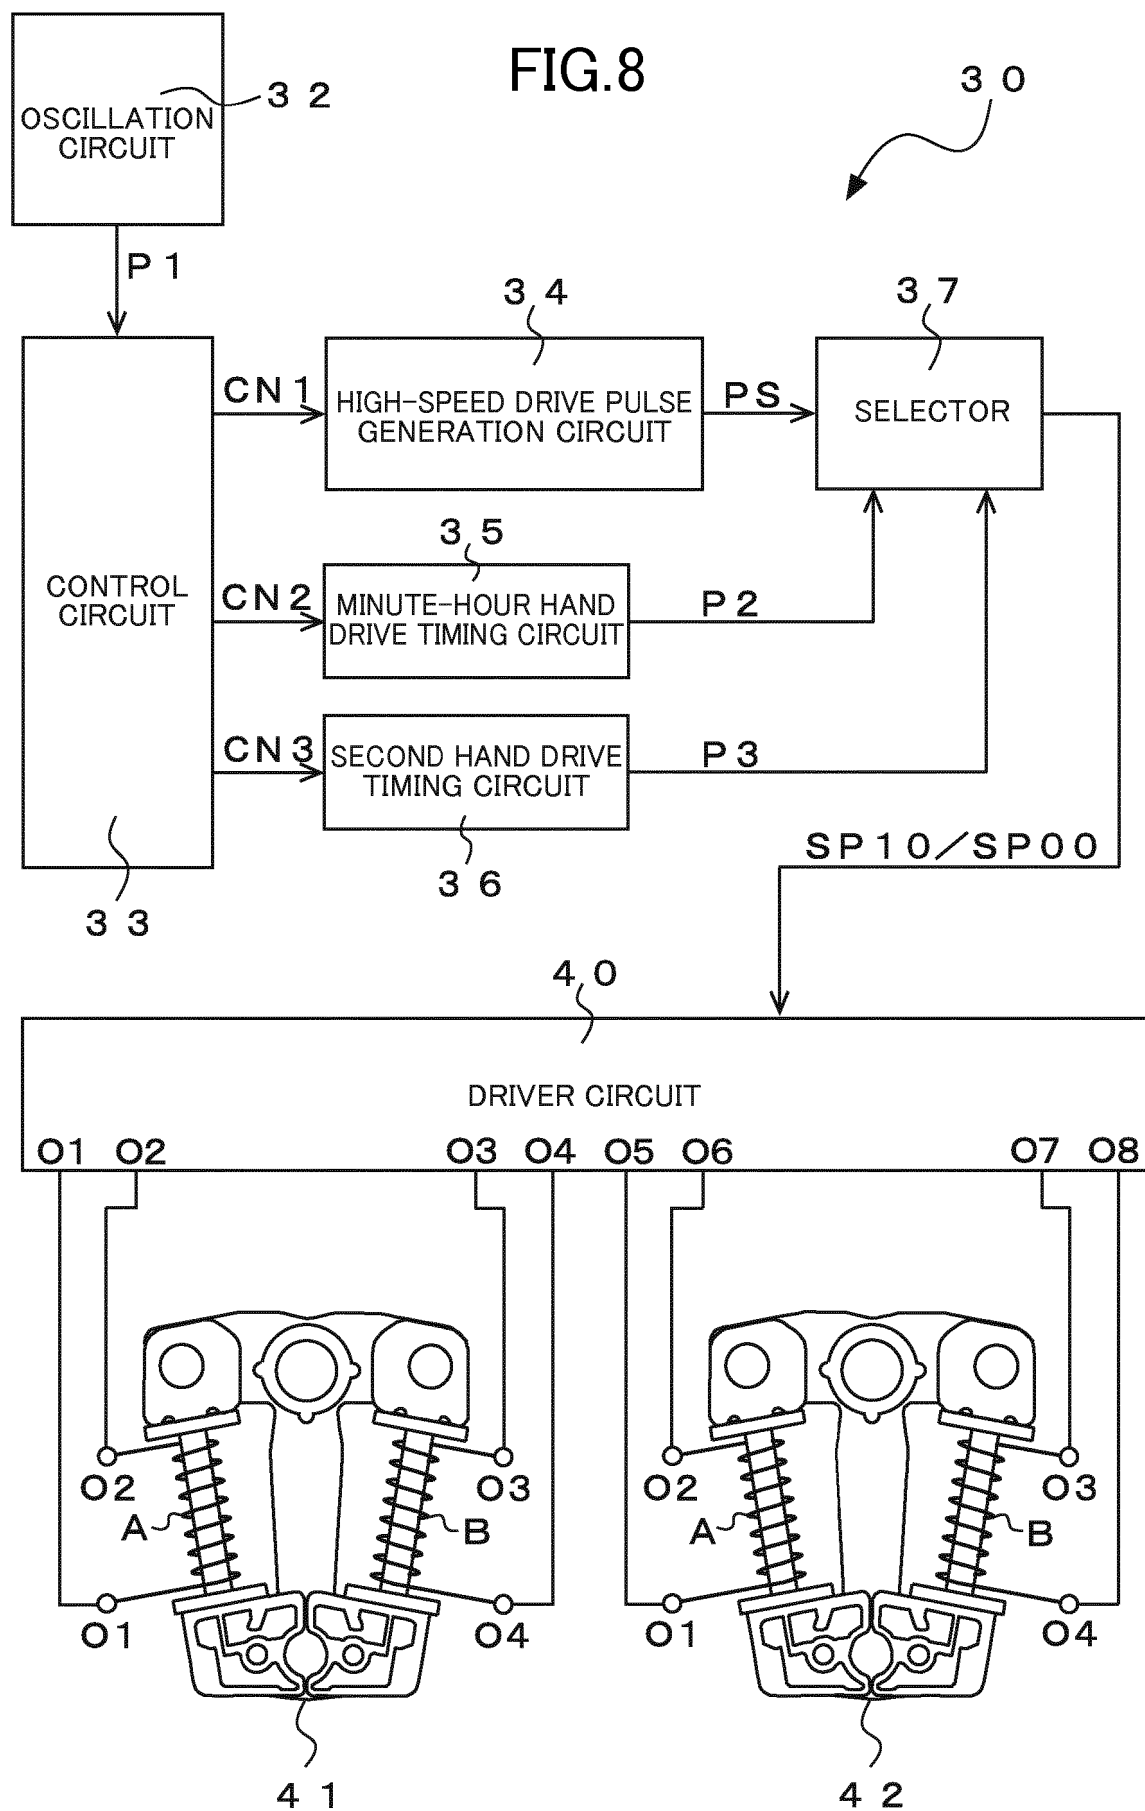 FIG.8
30
32
OSCILLATION
CIRCUIT
P1
34
37
CN1
HIGH-SPEED DRIVE PULSE
GENERATION CIRCUIT
PS
SELECTOR
35
CONTROL
CIRCUIT
CN2
MINUTE-HOUR HAND
DRIVE TIMING CIRCUIT
P2
CN3
SECOND HAND DRIVE
TIMING CIRCUIT
P3
36
33
SP10/SP00
40
DRIVER CIRCUIT
O1 O2 O3 O4 O5 O6 O7 O8
O2 O3 O2 O3
A B A B
O1 O4 O1 O4
41 42